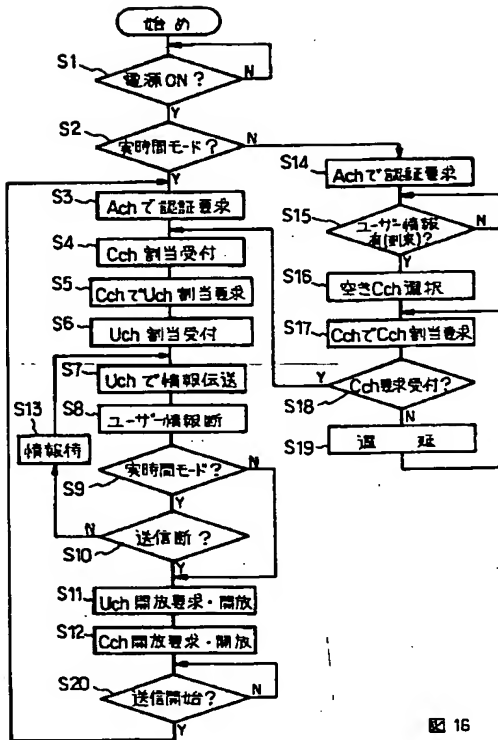 始め
S1
電源ON?
N
Y
S2
実時間モード?
N
Y
S3
Achで認証要求
S4
Cch 割当受付
S5
CchでUch 割当要求
S6
Uch 割当受付
S7
Uchで情報伝送
S8
ユーザー情報断
S13
情報待
S9
実時間モード?
N
Y
S10
送信断?
N
Y
S11
Uch 開放要求・開放
S12
Cch 開放要求・開放
S20
送信開始?
N
Y
S14
Achで認証要求
S15
ユーザー情報
有(到来)?
N
Y
S16
空きCch 選択
S17
CchでCch 割当要求
S18
Cch要求受付?
Y
N
S19
遅 延
図 16